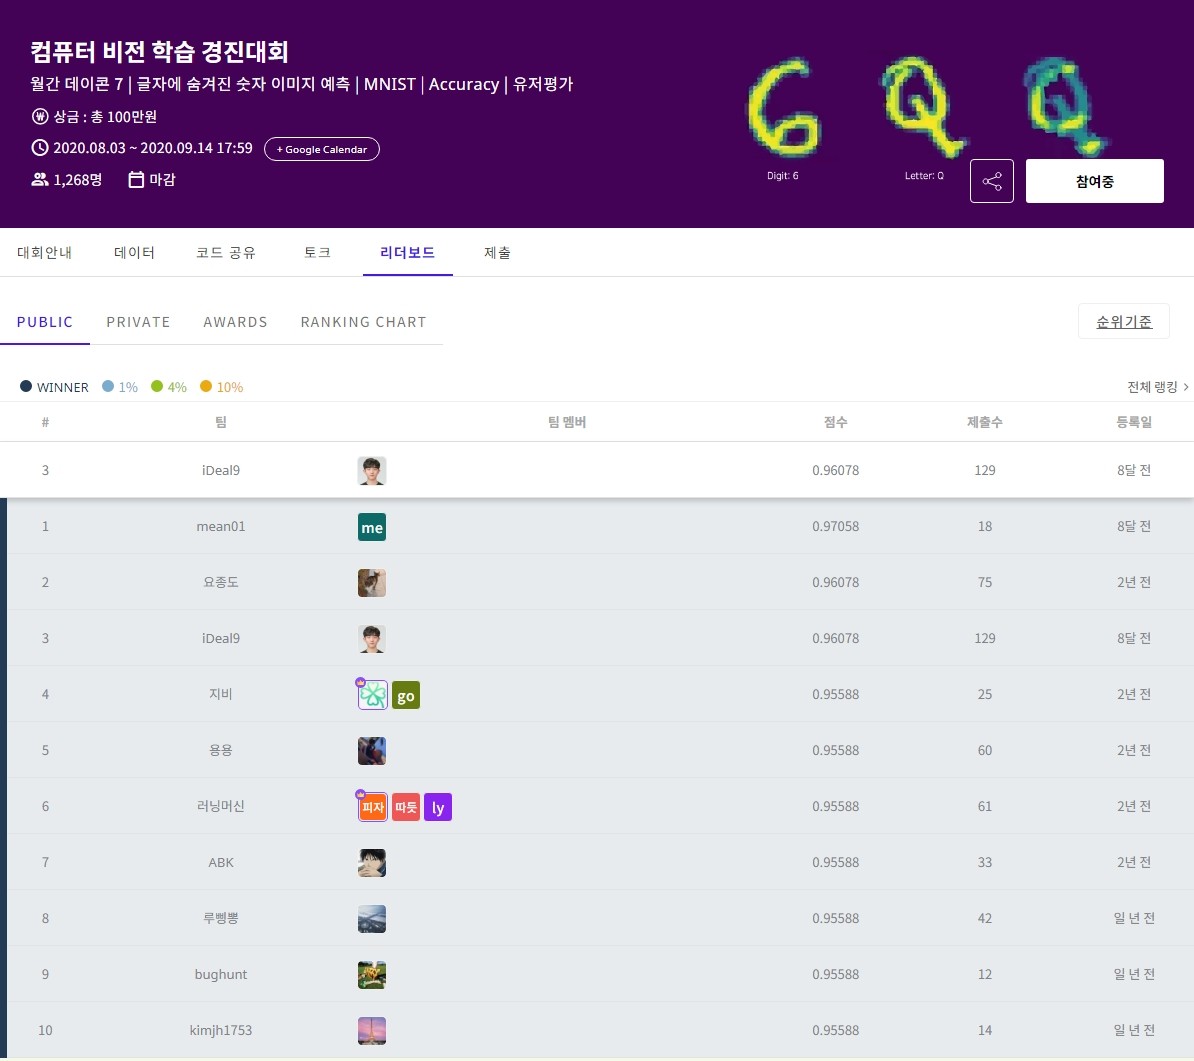 컴퓨터 비전 학습 경진대회
월간 데이콘 7 | 글자에 숨겨진 숫자 이미지 예측 | MNIST | Accuracy | 유저평가
상금 : 총 100만원
2020.08.03 ~ 2020.09.14 17:59 + Google Calendar
1,268명 마감
Digit: 6 Letter: Q
참여중
대회안내 데이터 코드 공유 토크 리더보드 제출
PUBLIC PRIVATE AWARDS RANKING CHART 순위기준
WINNER 1% 4% 10% 전체 랭킹 >
# 팀 팀 멤버 점수 제출수 등록일
3 iDeal9 0.96078 129 8달 전
1 mean01 me 0.97058 18 8달 전
2 요종도 0.96078 75 2년 전
3 iDeal9 0.96078 129 8달 전
4 지비 go 0.95588 25 2년 전
5 용용 0.95588 60 2년 전
6 러닝머신 피자 따듯 ly 0.95588 61 2년 전
7 ABK 0.95588 33 2년 전
8 루삥뽕 0.95588 42 일 년 전
9 bughunt 0.95588 12 일 년 전
10 kimjh1753 0.95588 14 일 년 전